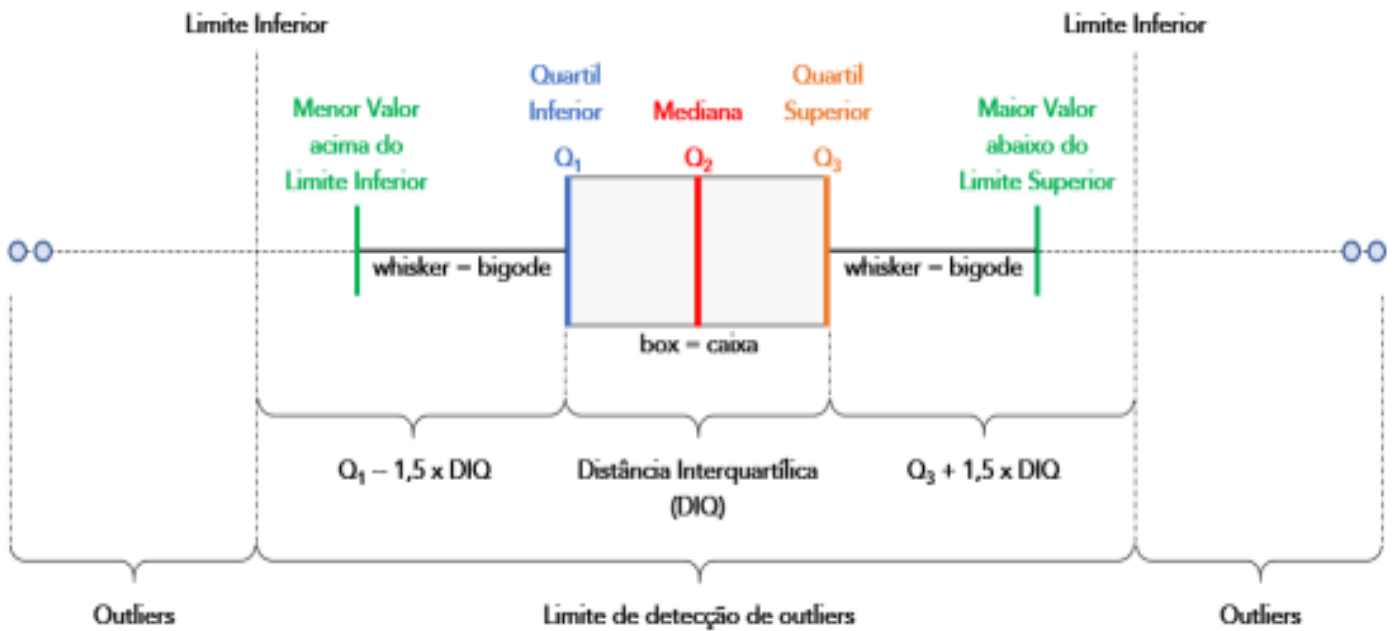 Limite Inferior
Limite Inferior
Quartil
Inferior
Quartil
Superior
Menor Valor
acima do
Limite Inferior
Mediana
Maior Valor
abaixo do
Limite Superior
Q₁
Q₂
Q₃
whisker = bigode
whisker = bigode
box = caixa
Q₁ – 1,5 x DIQ
Distância Interquartílica
(DIQ)
Q₃ + 1,5 x DIQ
Outliers
Limite de detecção de outliers
Outliers